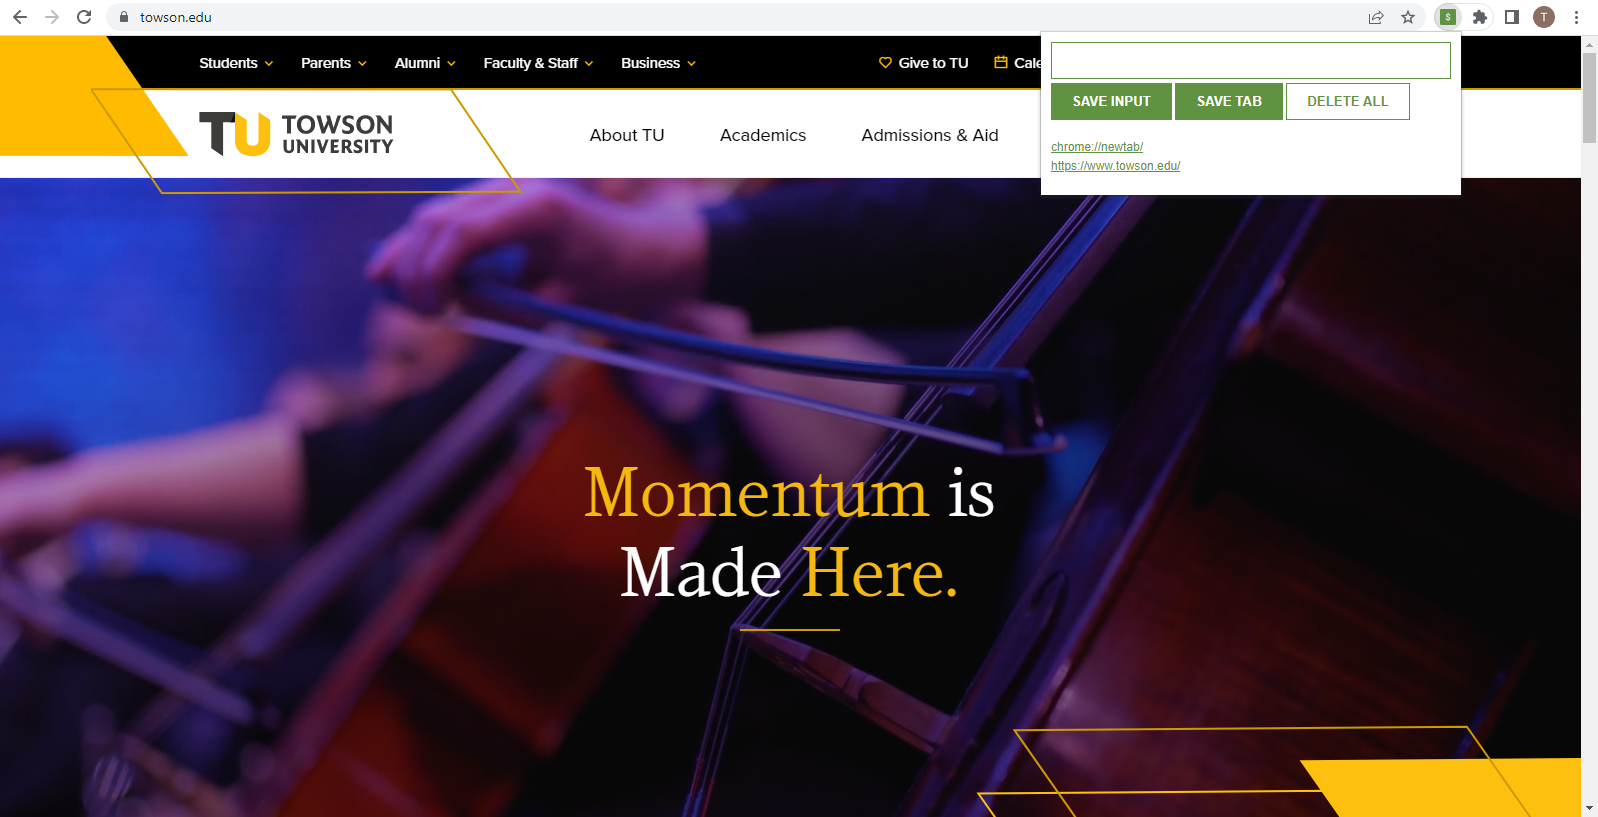 towson.edu
$
T
Students Parents Alumni Faculty & Staff Business Give to TU
SAVE INPUT SAVE TAB DELETE ALL
chrome://newtab/
https://www.towson.edu/
TU TOWSON UNIVERSITY
About TU Academics Admissions & Aid
Momentum is
Made Here.